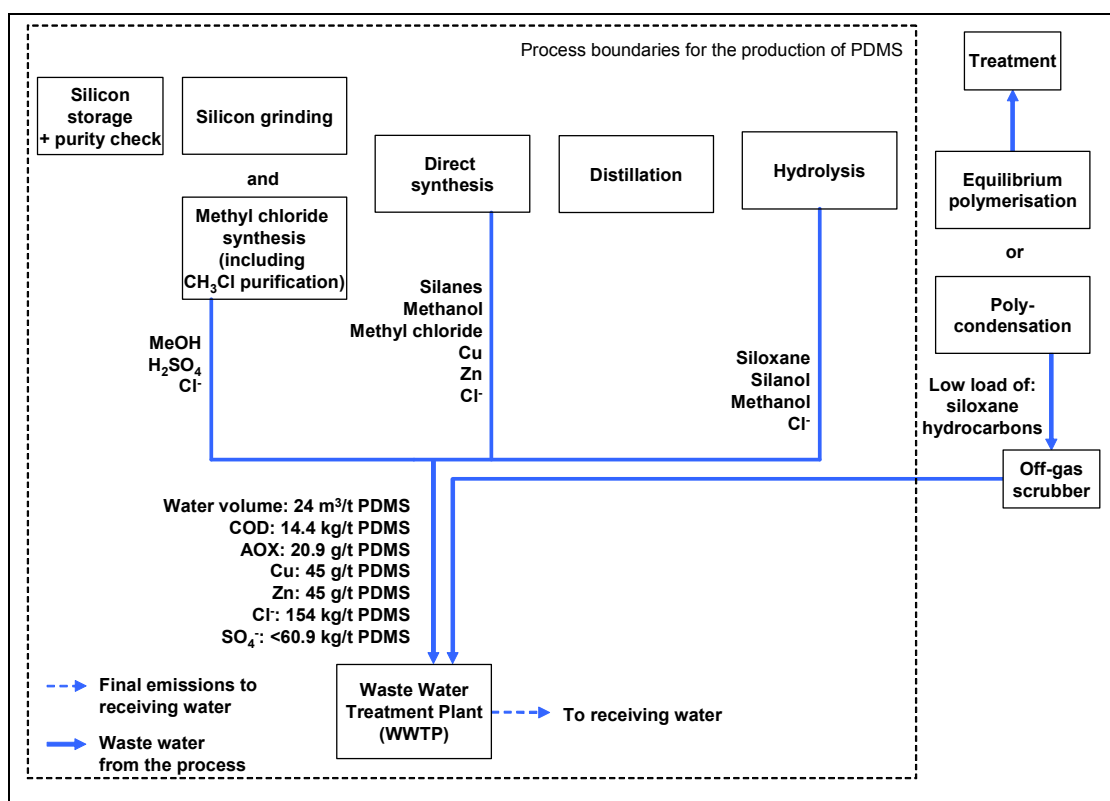 Process boundaries for the production of PDMS
Silicon
storage
+ purity check
Silicon grinding
and
Methyl chloride
synthesis
(including
CH₃Cl purification)
Direct
synthesis
Distillation
Hydrolysis
Treatment
Equilibrium
polymerisation
or
Poly-
condensation
MeOH
H₂SO₄
Cl⁻
Silanes
Methanol
Methyl chloride
Cu
Zn
Cl⁻
Siloxane
Silanol
Methanol
Cl⁻
Low load of:
siloxane
hydrocarbons
Off-gas
scrubber
Water volume: 24 m³/t PDMS
COD: 14.4 kg/t PDMS
AOX: 20.9 g/t PDMS
Cu: 45 g/t PDMS
Zn: 45 g/t PDMS
Cl⁻: 154 kg/t PDMS
SO₄⁻: <60.9 kg/t PDMS
Final emissions to
receiving water
Waste water
from the process
Waste Water
Treatment Plant
(WWTP)
To receiving water